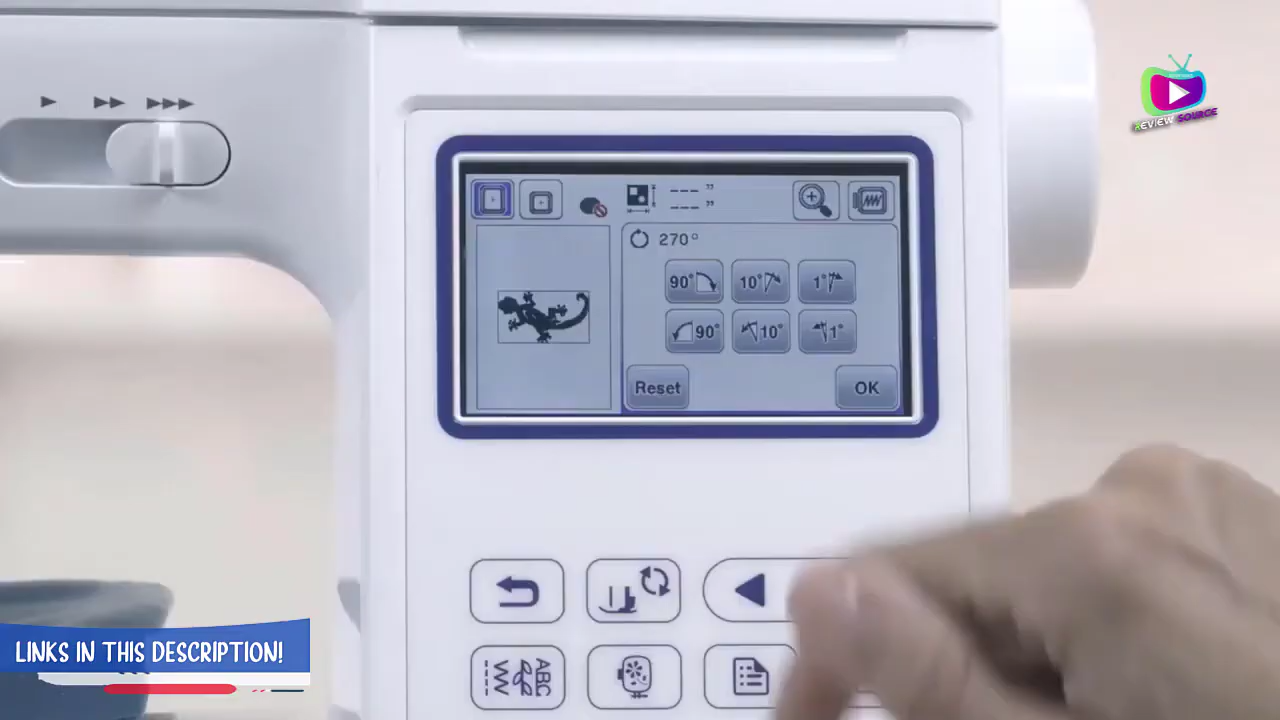 REVIEW SOURCE
--- "
--- "
270°
90° 10° 1°
90° 10° 1°
Reset OK
ABC
LINKS IN THIS DESCRIPTION!